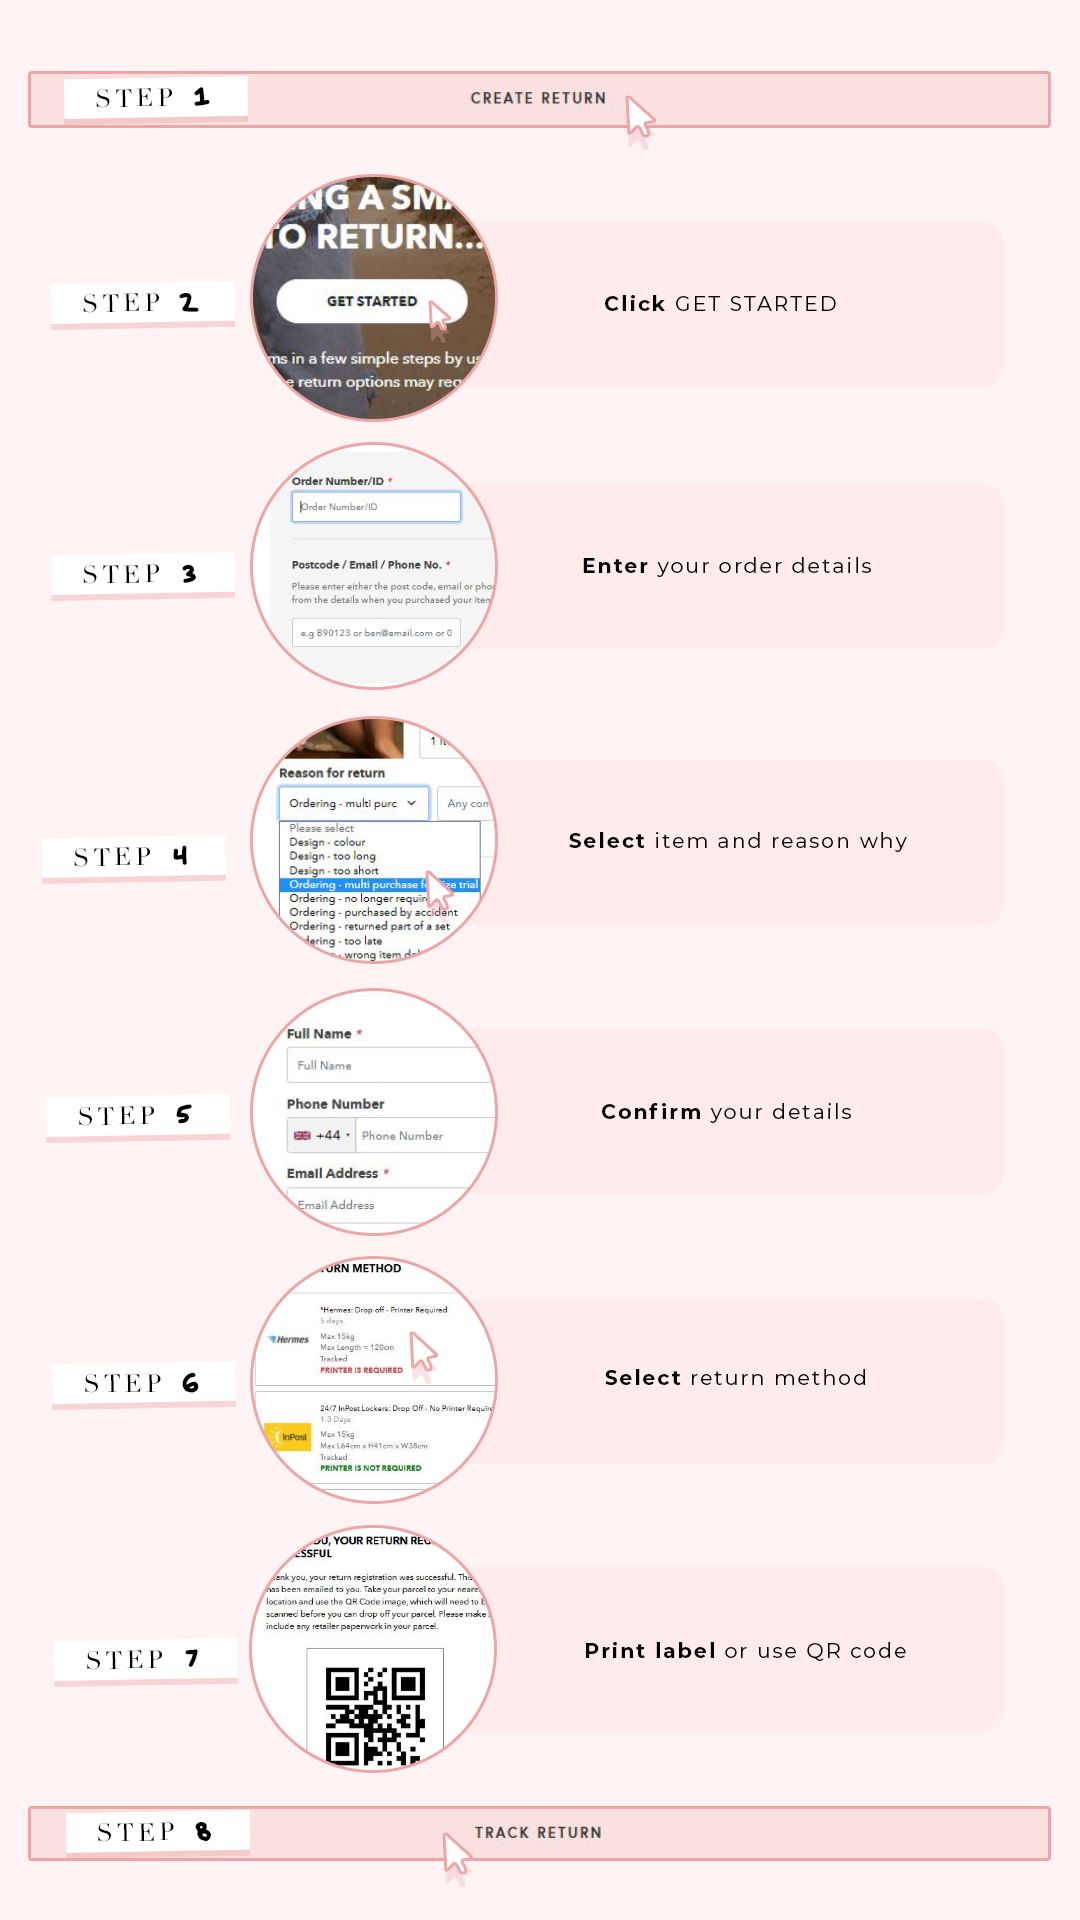 STEP 1
CREATE RETURN
NG A SMA
TO RETURN...
GET STARTED
ms in a few simple steps by us
e return options may req
STEP 2
Click GET STARTED
Order Number/ID *
Order Number/ID
Postcode / Email / Phone No. *
Please enter either the post code, email or pho
from the details when you purchased your item
e.g B90123 or ben@email.com or 0
STEP 3
Enter your order details
1 It
Reason for return
Ordering - multi purc
Any com
Please select
Design - colour
Design - too long
Design - too short
Ordering - multi purchase f ze trial
Ordering - no longer requir
Ordering - purchased by accident
Ordering - returned part of a set
dering - too late
- wrong item del
STEP 4
Select item and reason why
Full Name *
Full Name
Phone Number
+44
Phone Number
Email Address *
Email Address
STEP 5
Confirm your details
TURN METHOD
*Hermes: Drop off - Printer Required
5 days.
Hermes
Max 15kg
Max Length = 120cm
Tracked
PRINTER IS REQUIRED
24/7 InPost Lockers: Drop Off - No Printer Require
1-3 Days
InPost
Max 15kg
Max L64cm x H41cm x W38cm
Tracked
PRINTER IS NOT REQUIRED
STEP 6
Select return method
OU, YOUR RETURN REG
ESSFUL
ank you, your return registration was successful. This
has been emailed to you. Take your parcel to your neare
location and use the QR Code image, which will need to b
scanned before you can drop off your parcel. Please make
include any retailer paperwork in your parcel.
STEP 7
Print label or use QR code
STEP 8
TRACK RETURN